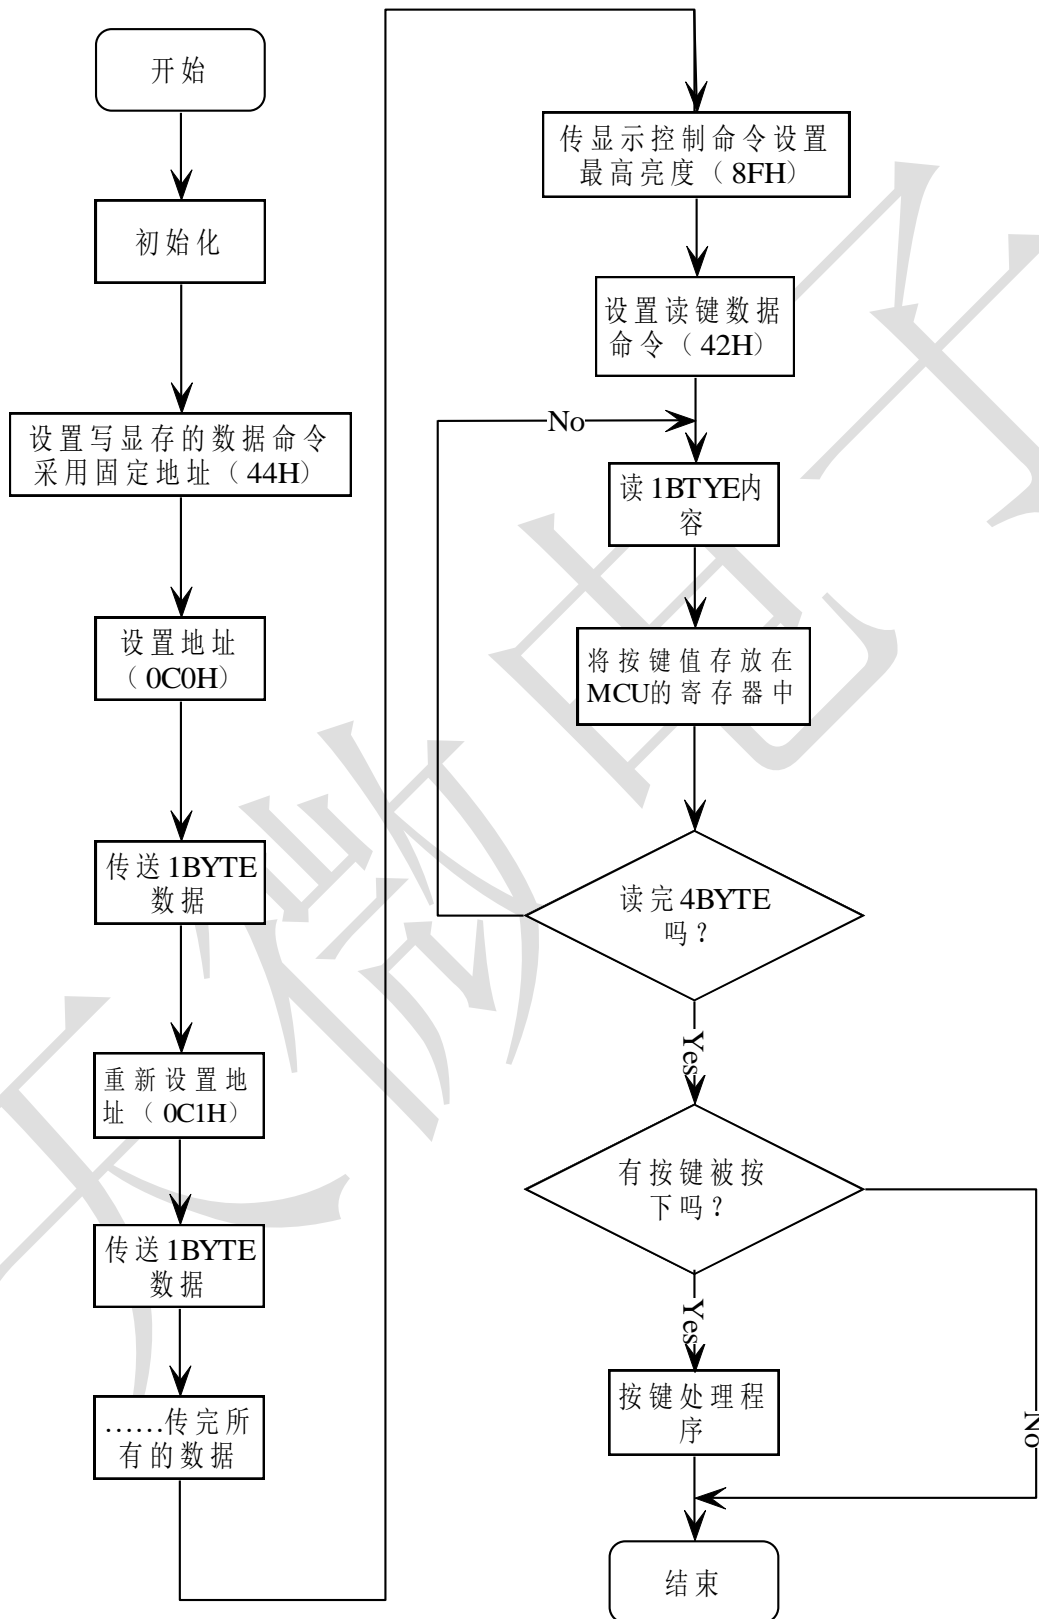 开始
初始化
设置写显存的数据命令
采用固定地址（44H）
设置地址
（0C0H）
传送1BYTE
数据
重新设置地
址（0C1H）
传送1BYTE
数据
……传完所
有的数据
传显示控制命令设置
最高亮度（8FH）
设置读键数据
命令（42H）
No
读1BTYE内
容
将按键值存放在
MCU的寄存器中
读完4BYTE
吗？
Yes
有按键被按
下吗？
Yes
No
按键处理程
序
结束
天微电子